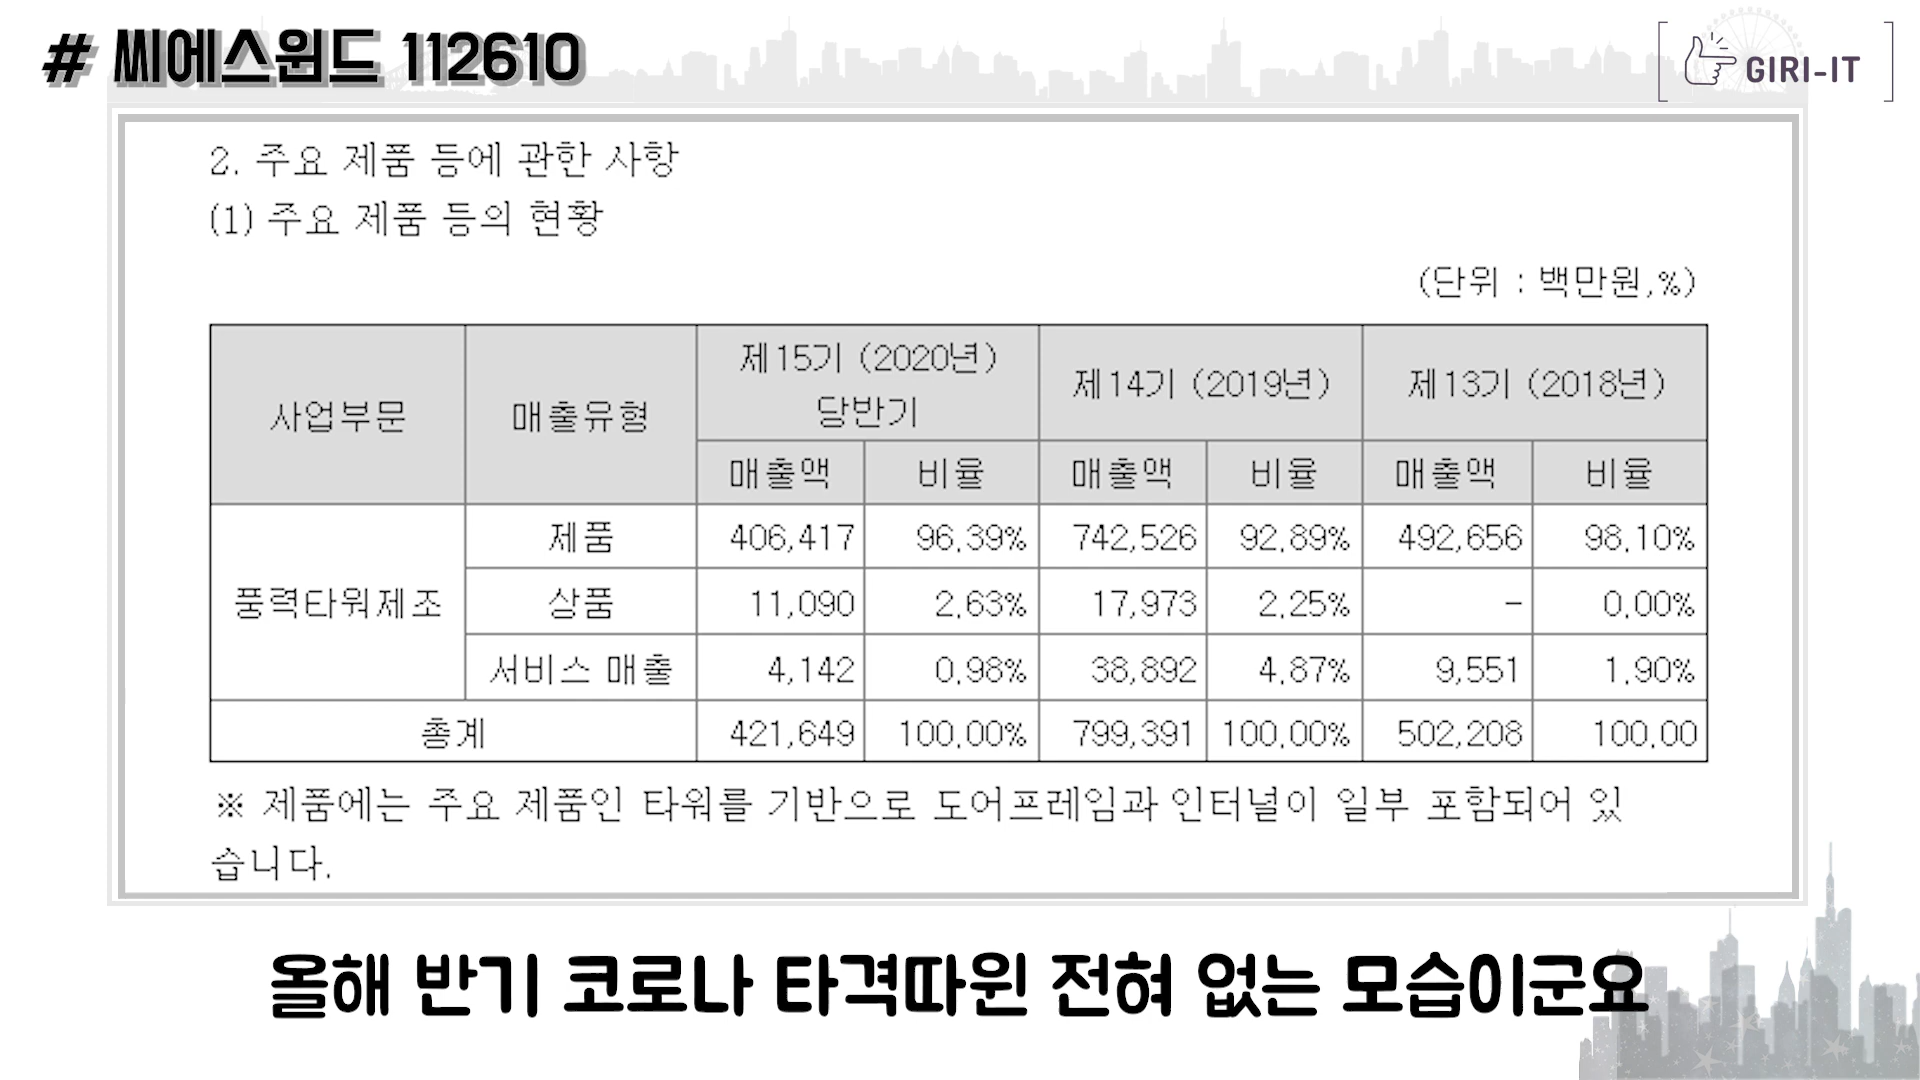 # 씨에스윈드 112610
GIRI-IT
2. 주요 제품 등에 관한 사항
(1) 주요 제품 등의 현황
(단위 : 백만원,%)
사업부문 매출유형 제15기 (2020년) 당반기 제14기 (2019년) 제13기 (2018년)
매출액 비율 매출액 비율 매출액 비율
풍력타워제조 제품 406,417 96.39% 742,526 92.89% 492,656 98.10%
상품 11,090 2.63% 17,973 2.25% - 0.00%
서비스 매출 4,142 0.98% 38,892 4.87% 9,551 1.90%
총계 421,649 100.00% 799,391 100.00% 502,208 100.00
※ 제품에는 주요 제품인 타워를 기반으로 도어프레임과 인터널이 일부 포함되어 있
습니다.
올해 반기 코로나 타격따윈 전혀 없는 모습이군요